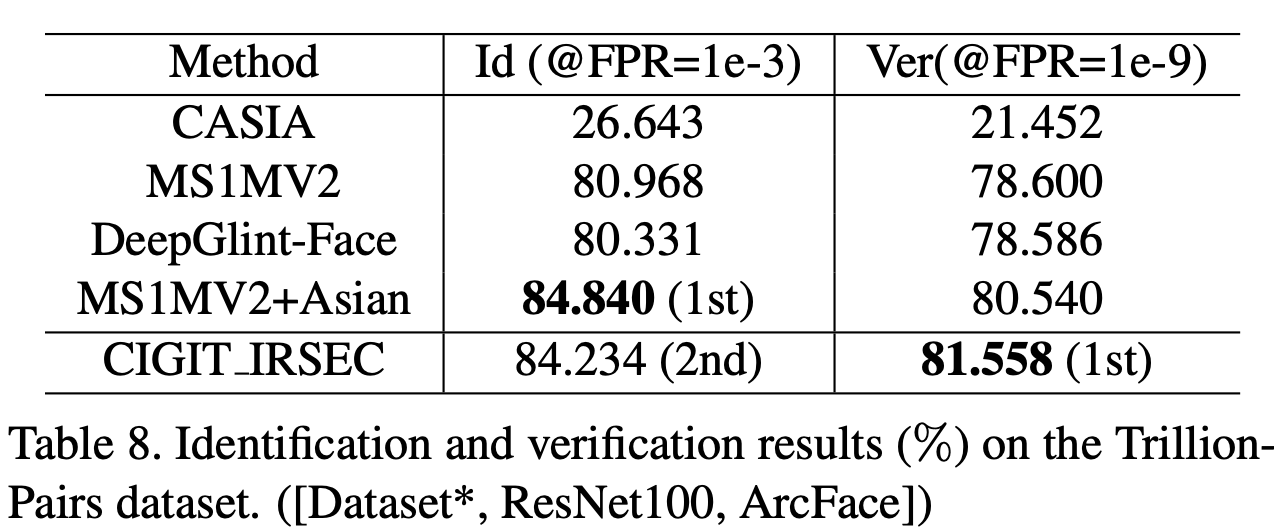 Method Id (@FPR=1e-3) Ver(@FPR=1e-9)
CASIA 26.643 21.452
MS1MV2 80.968 78.600
DeepGlint-Face 80.331 78.586
MS1MV2+Asian 84.840 (1st) 80.540
CIGIT_IRSEC 84.234 (2nd) 81.558 (1st)
Table 8. Identification and verification results (%) on the Trillion-
Pairs dataset. ([Dataset*, ResNet100, ArcFace])